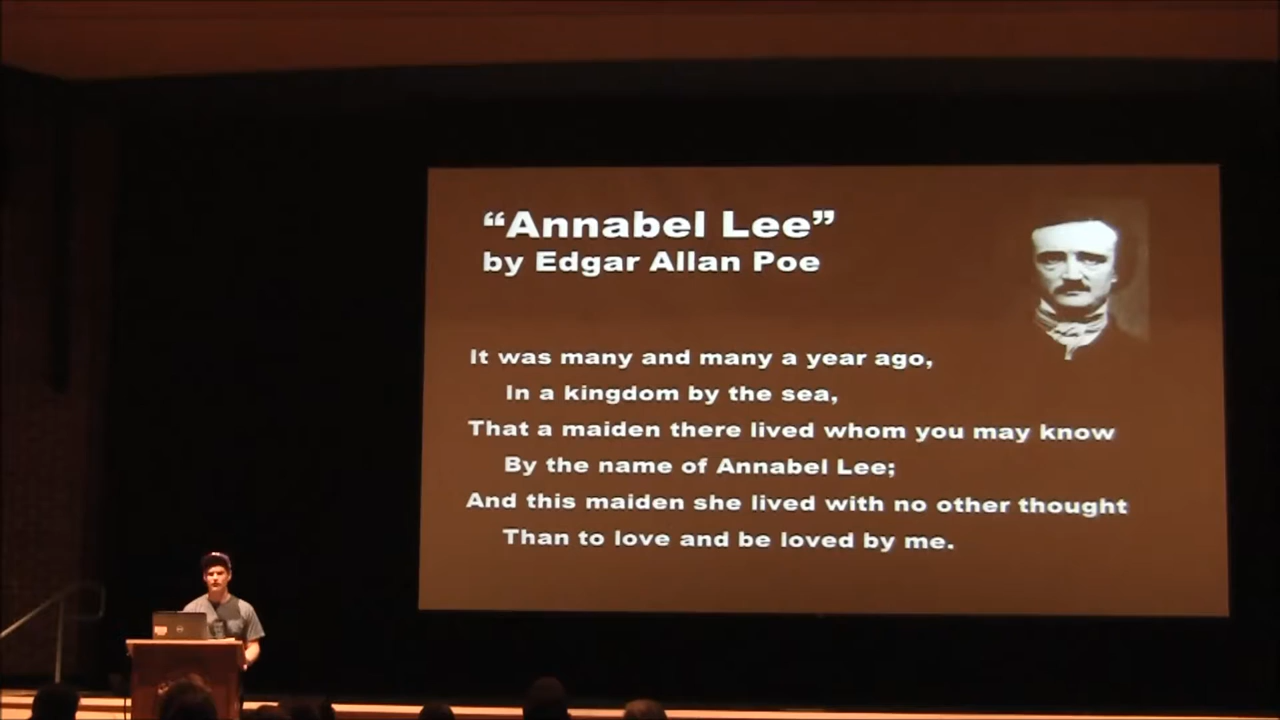 “Annabel Lee”
by Edgar Allan Poe
It was many and many a year ago,
In a kingdom by the sea,
That a maiden there lived whom you may know
By the name of Annabel Lee;
And this maiden she lived with no other thought
Than to love and be loved by me.